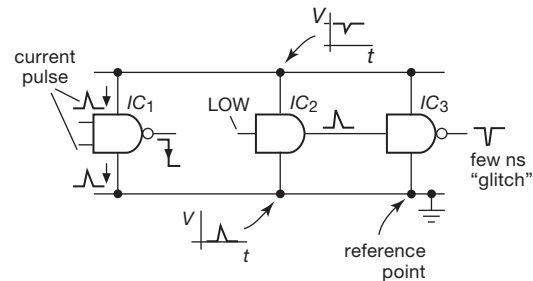 V
t
current
pulse
IC1
LOW
IC2
IC3
few ns
“glitch”
V
t
reference
point